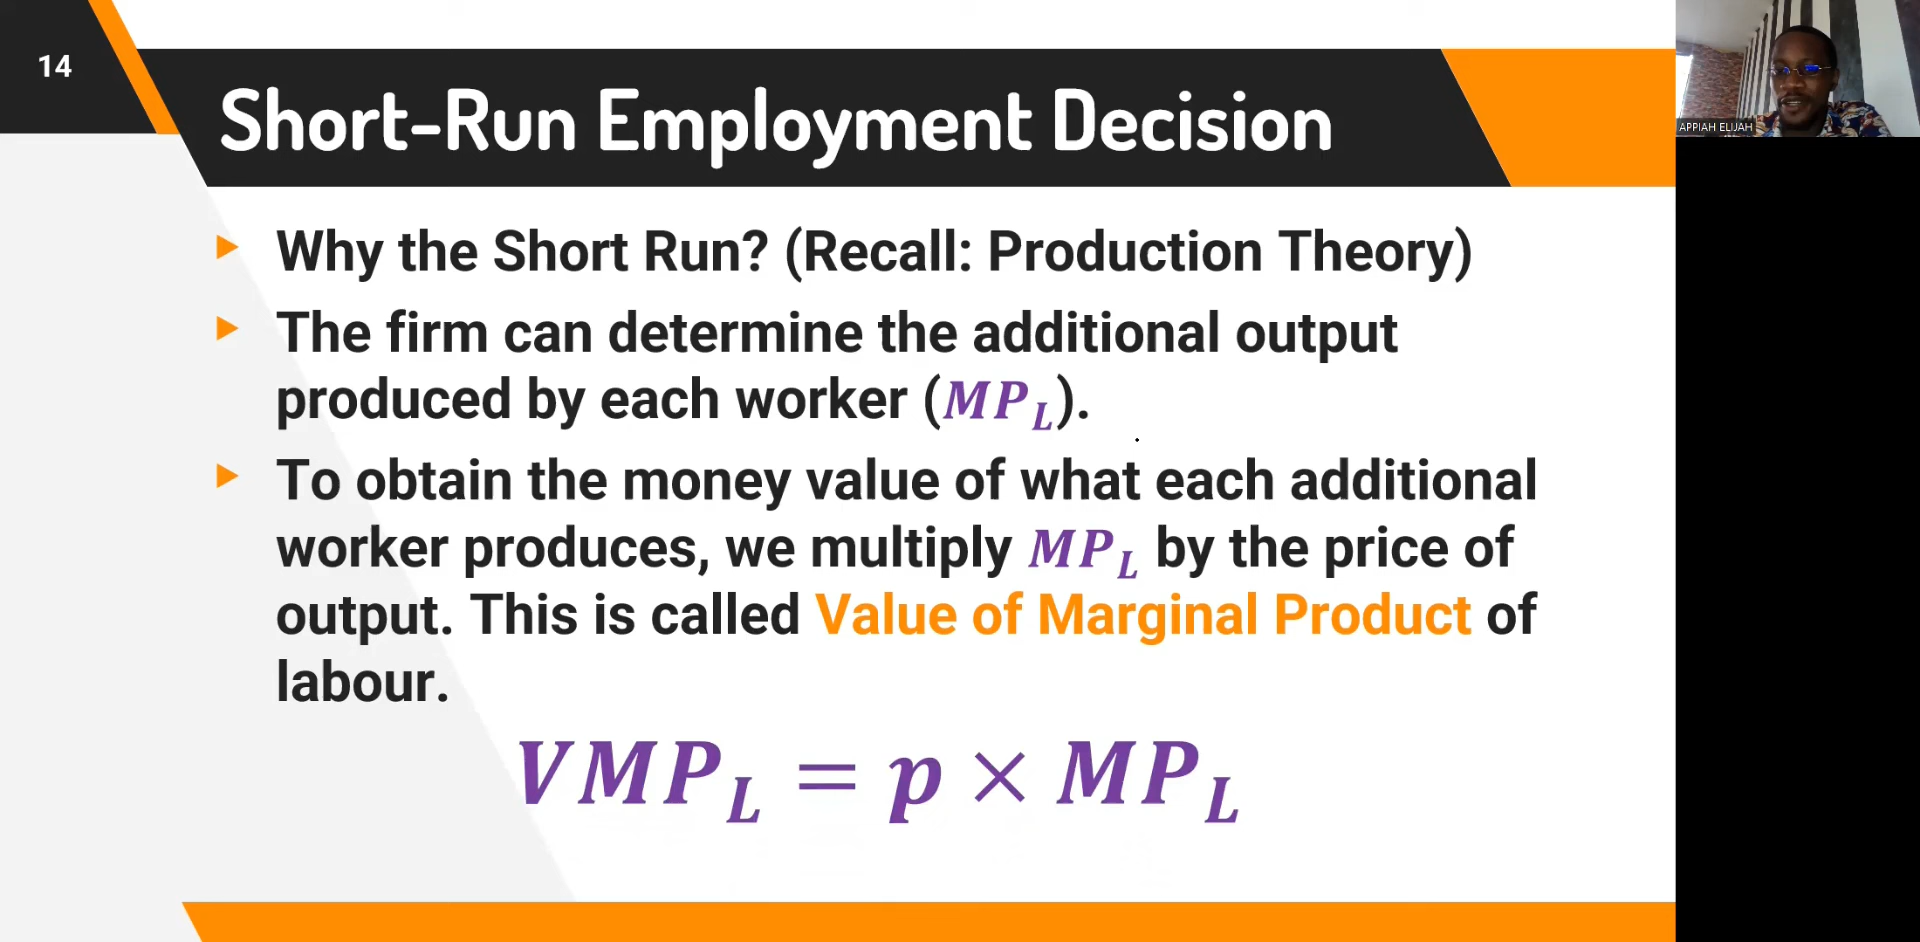 14
Short-Run Employment Decision
Why the Short Run? (Recall: Production Theory)
The firm can determine the additional output
produced by each worker (MP_L).
To obtain the money value of what each additional
worker produces, we multiply MP_L by the price of
output. This is called Value of Marginal Product of
labour.
VMP_L = p × MP_L
APPIAH ELIJAH